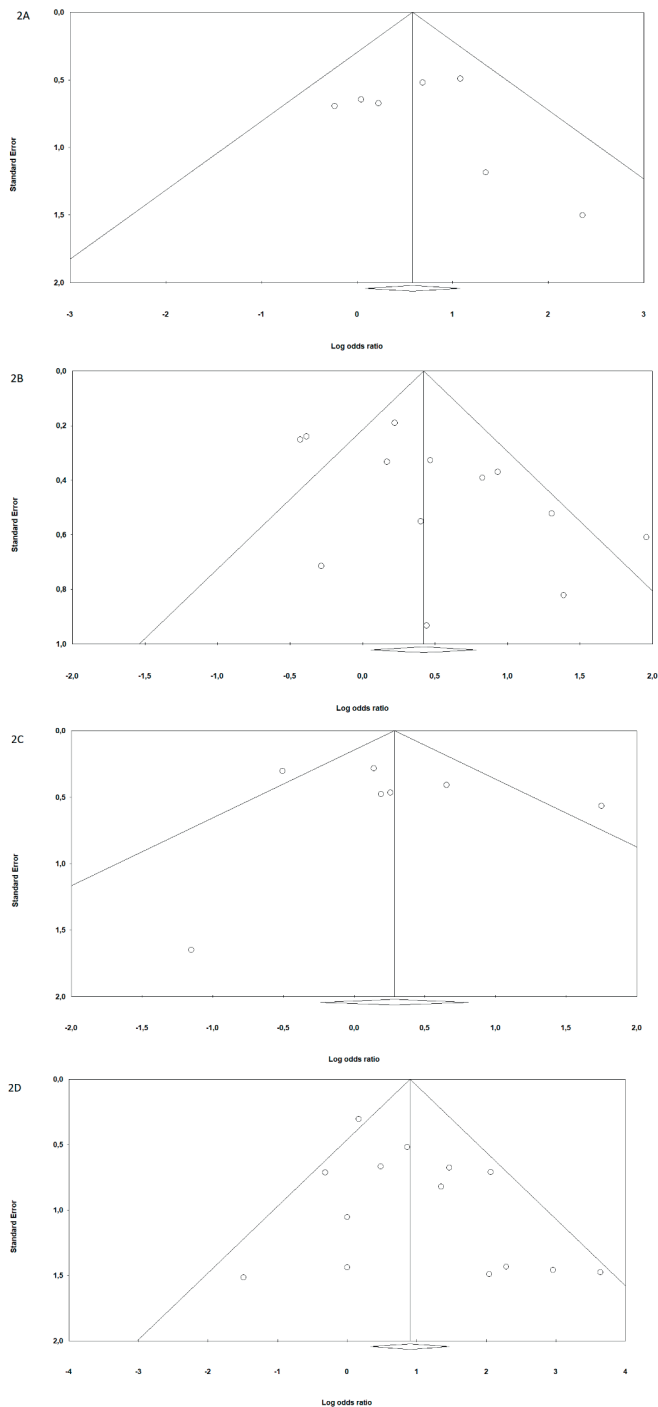 2A
0,0
0,5
1,0
1,5
2,0
Standard Error
-3 -2 -1 0 1 2 3
Log odds ratio
2B
0,0
0,2
0,4
0,6
0,8
1,0
Standard Error
-2,0 -1,5 -1,0 -0,5 0,0 0,5 1,0 1,5 2,0
Log odds ratio
2C
0,0
0,5
1,0
1,5
2,0
Standard Error
-2,0 -1,5 -1,0 -0,5 0,0 0,5 1,0 1,5 2,0
Log odds ratio
2D
0,0
0,5
1,0
1,5
2,0
Standard Error
-4 -3 -2 -1 0 1 2 3 4
Log odds ratio